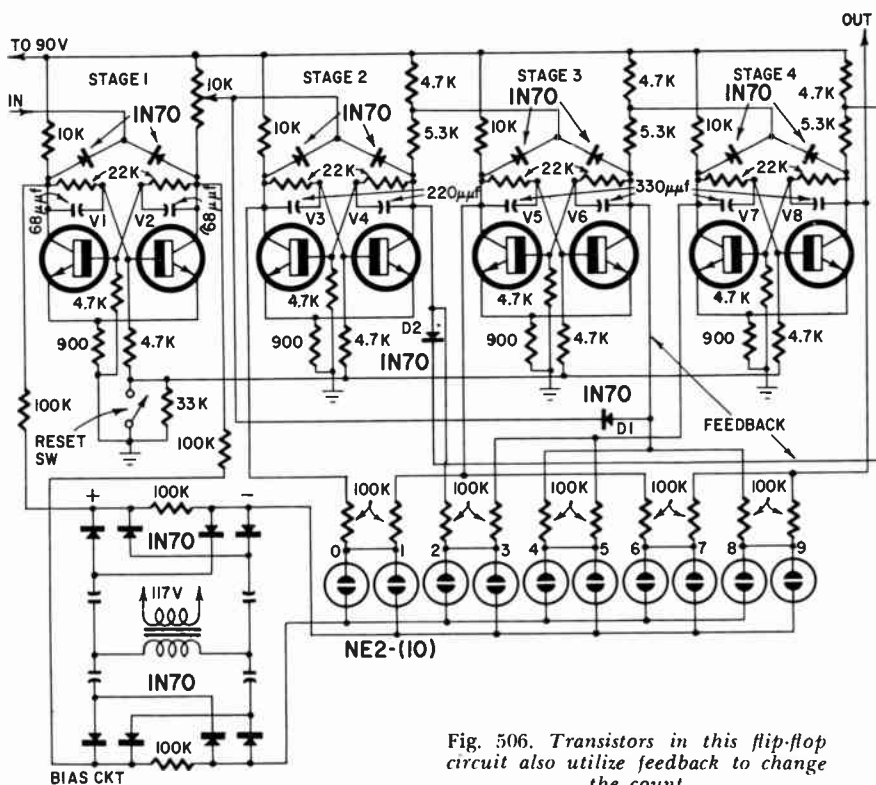 OUT
TO 90V
STAGE 1
STAGE 2
STAGE 3
STAGE 4
IN
10K
1N70
10K
10K
1N70
4.7K
5.3K
10K
1N70
4.7K
5.3K
10K
1N70
4.7K
5.3K
22K
22K
22K
22K
68µµf
V1
V2
68µµf
220µµf
V3
V4
330µµf
V5
V6
V7
V8
4.7K
4.7K
4.7K
4.7K
900
4.7K
900
4.7K
900
4.7K
900
4.7K
D2
1N70
100K
RESET
SW
33K
100K
1N70
D1
FEEDBACK
+
100K
-
1N70
117V
1N70
100K
BIAS CKT
100K
100K
100K
100K
100K
0
1
2
3
4
5
6
7
8
9
NE2-(10)
Fig. 506. Transistors in this flip-flop
circuit also utilize feedback to change
the count.